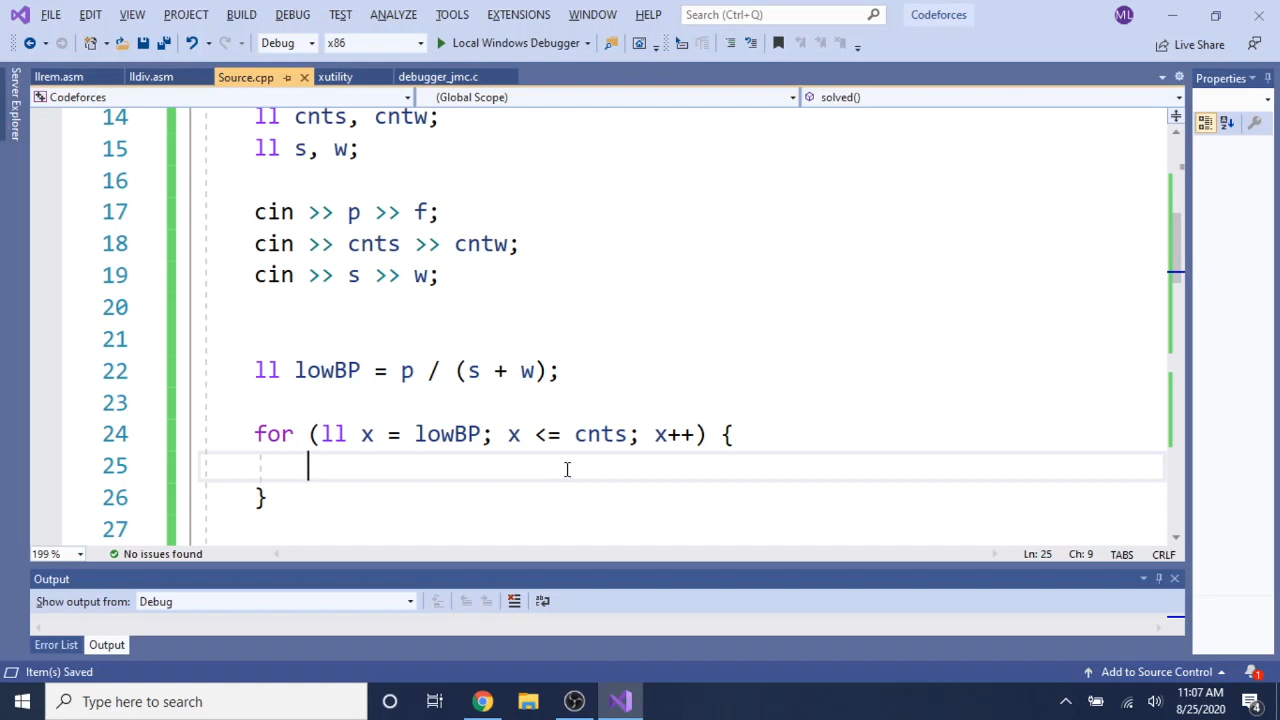 FILE EDIT VIEW PROJECT BUILD DEBUG TEST ANALYZE TOOLS EXTENSIONS WINDOW HELP Search (Ctrl+Q) Codeforces ML
Debug x86 Local Windows Debugger Live Share
Server Explorer
llrem.asm lldiv.asm Source.cpp xutility debugger_jmc.c Properties
Codeforces (Global Scope) solved()
14 ll cnts, cntw;
15 ll s, w;
16
17 cin >> p >> f;
18 cin >> cnts >> cntw;
19 cin >> s >> w;
20
21
22 ll lowBP = p / (s + w);
23
24 for (ll x = lowBP; x <= cnts; x++) {
25
26 }
27
199 % No issues found Ln: 25 Ch: 9 TABS CRLF
Output
Show output from: Debug
Error List Output
Item(s) Saved Add to Source Control 1
Type here to search 11:07 AM
8/25/2020 4